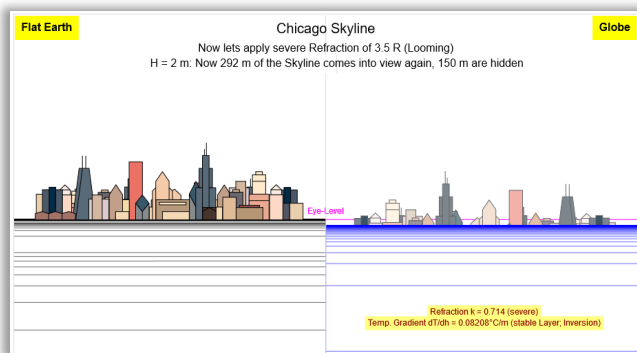 Flat Earth
Chicago Skyline
Globe
Now lets apply severe Refraction of 3.5 R (Looming)
H = 2 m: Now 292 m of the Skyline comes into view again, 150 m are hidden
Eye-Level
Refraction k = 0.714 (severe)
Temp. Gradient dT/dh = 0.08208°C/m (stable Layer; Inversion)